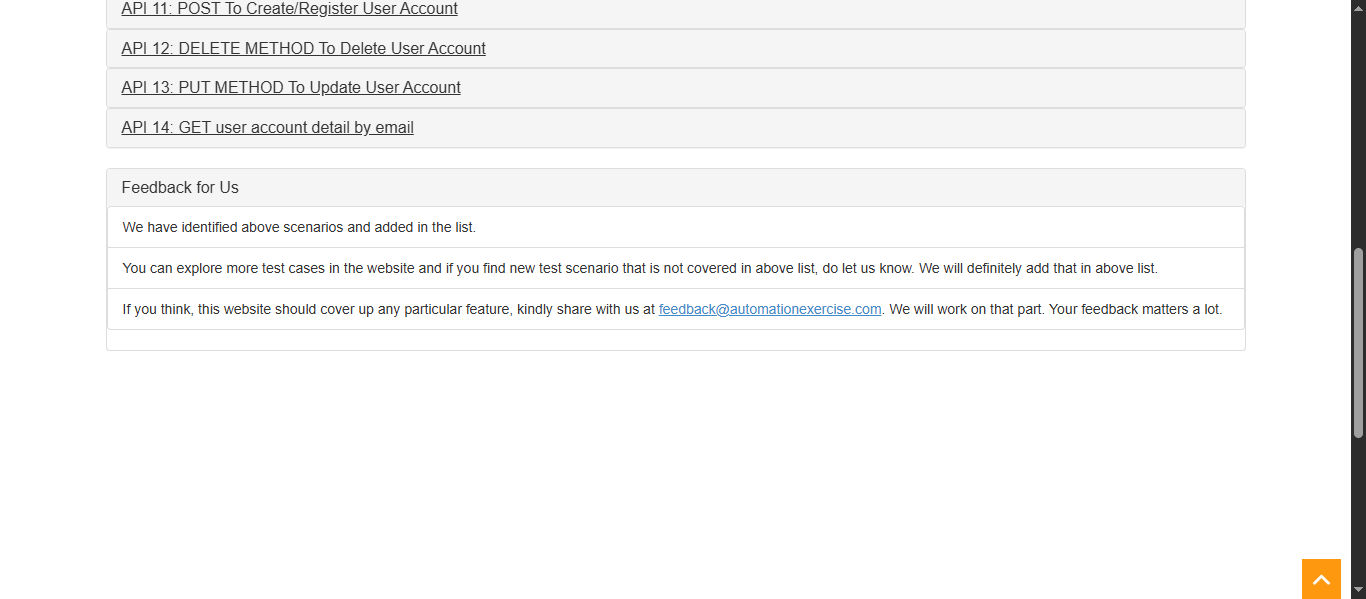 API 11: POST To Create/Register User Account
API 12: DELETE METHOD To Delete User Account
API 13: PUT METHOD To Update User Account
API 14: GET user account detail by email
Feedback for Us
We have identified above scenarios and added in the list.
You can explore more test cases in the website and if you find new test scenario that is not covered in above list, do let us know. We will definitely add that in above list.
If you think, this website should cover up any particular feature, kindly share with us at feedback@automationexercise.com. We will work on that part. Your feedback matters a lot.